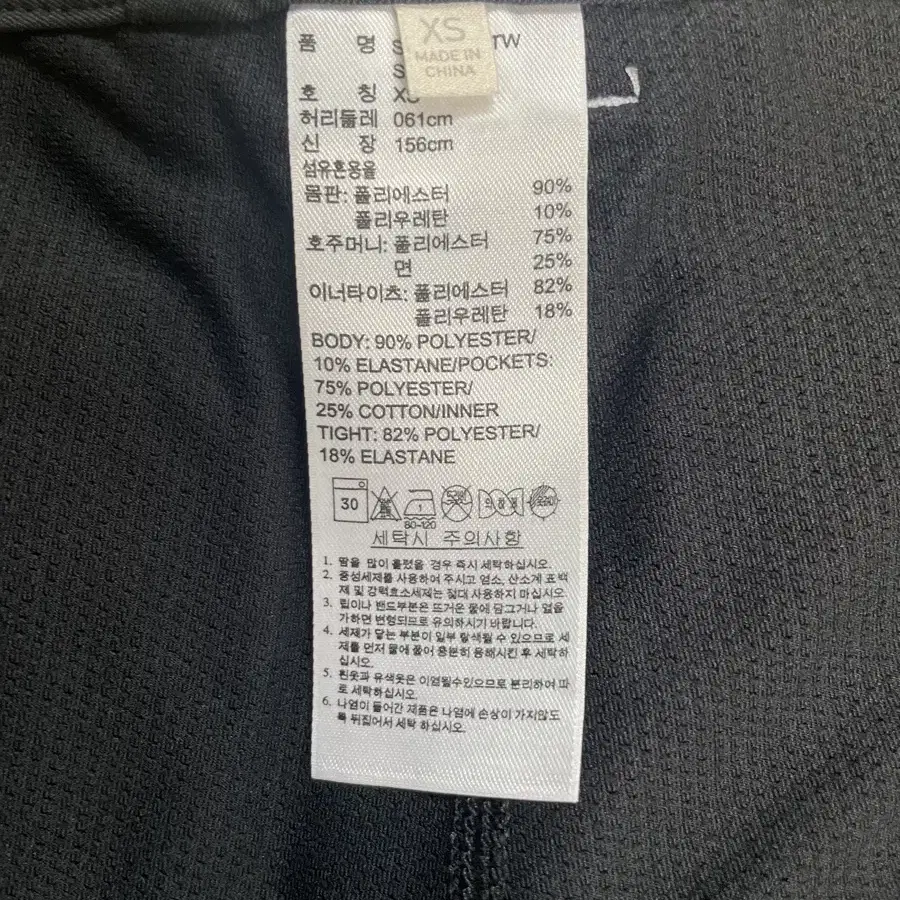 XS
MADE IN
CHINA
품 명 S TW
S
호 칭 XS
허리둘레 061cm
신 장 156cm
섬유혼용율
몸판: 폴리에스터 90%
폴리우레탄 10%
호주머니: 폴리에스터 75%
면 25%
이너타이츠: 폴리에스터 82%
폴리우레탄 18%
BODY: 90% POLYESTER/
10% ELASTANE/POCKETS:
75% POLYESTER/
25% COTTON/INNER
TIGHT: 82% POLYESTER/
18% ELASTANE
30
80-120
세탁시 주의사항
1. 땀을 많이 흘렸을 경우 즉시 세탁하십시오.
2. 중성세제를 사용하여 주시고 염소, 산소계 표백
제 및 강력효소세제는 절대 사용하지 마십시오.
3. 립이나 밴드부분은 뜨거운 물에 담그거나 열을
가하면 변형되므로 유의하시기 바랍니다.
4. 세제가 닿는 부분이 일부 탈색될 수 있으므로 세
제를 먼저 물에 풀어 충분히 용해시킨 후 세탁하
십시오.
5. 흰옷과 유색옷은 이염될수있으므로 분리하여 따
로 세탁하십시오.
6. 나염이 들어간 제품은 나염에 손상이 가지않도
록 뒤집어서 세탁 하십시오.